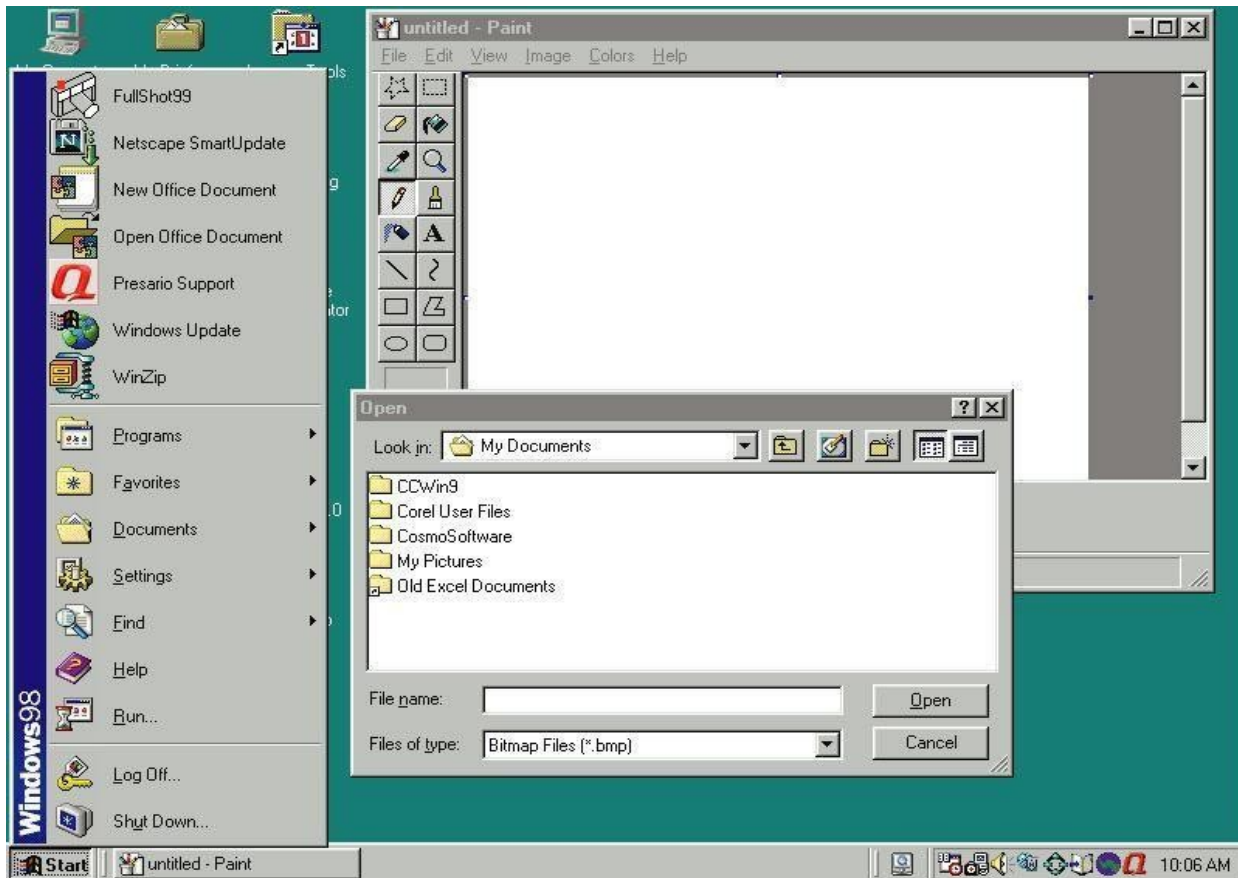 untitled - Paint
File Edit View Image Colors Help
FullShot99
Netscape SmartUpdate
New Office Document
Open Office Document
Presario Support
Windows Update
WinZip
Programs
Favorites
Documents
Settings
Find
Help
Run...
Log Off...
Shut Down...
Windows98
Open
Look in: My Documents
CCWin9
Corel User Files
CosmoSoftware
My Pictures
Old Excel Documents
File name:
Open
Files of type: Bitmap Files (*.bmp)
Cancel
Start
untitled - Paint
10:06 AM